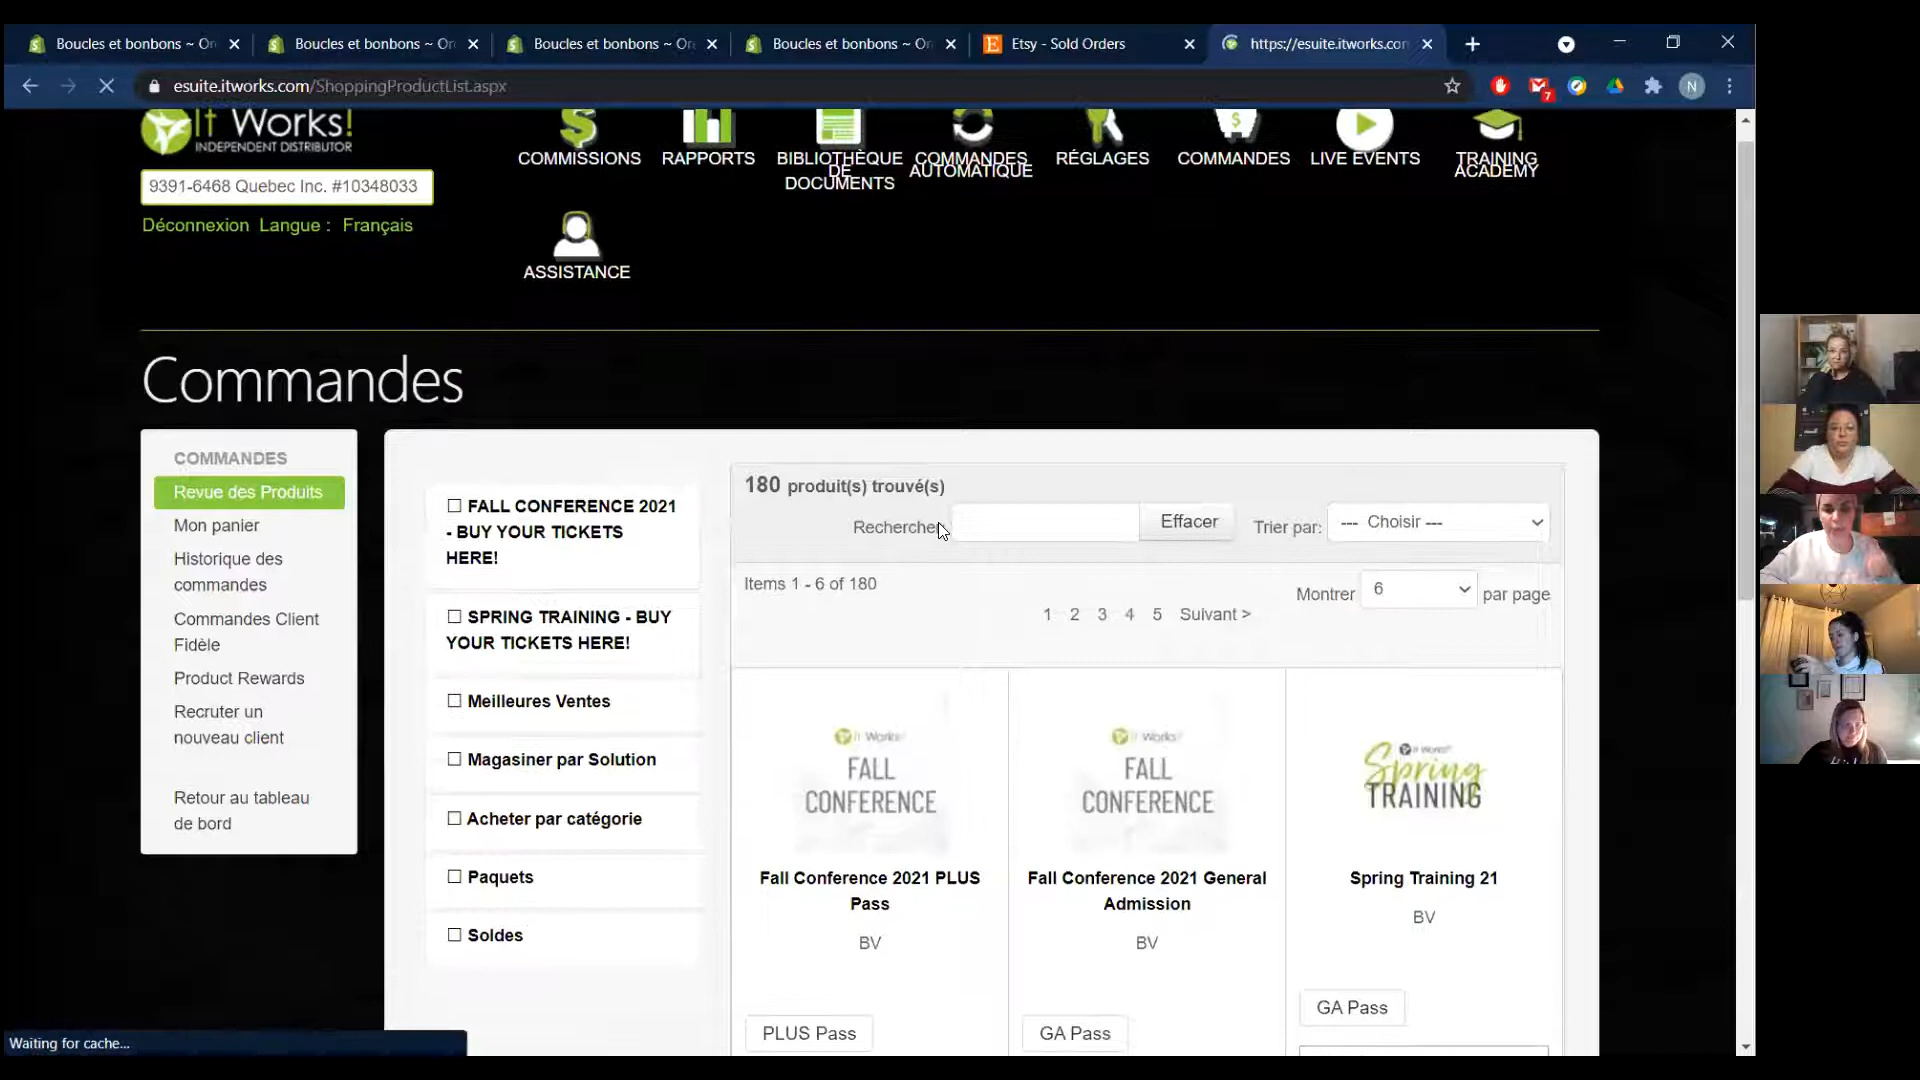 Boucles et bonbons ~ Or
Boucles et bonbons ~ Or
Boucles et bonbons ~ Or
Boucles et bonbons ~ Or
Etsy - Sold Orders
https://esuite.itworks.con
esuite.itworks.com/ShoppingProductList.aspx
7
N
It Works!
INDEPENDENT DISTRIBUTOR
9391-6468 Quebec Inc. #10348033
Déconnexion Langue : Français
COMMISSIONS
RAPPORTS
BIBLIOTHÈQUE
DE
DOCUMENTS
COMMANDES
AUTOMATIQUE
RÉGLAGES
COMMANDES
LIVE EVENTS
TRAINING
ACADEMY
ASSISTANCE
Commandes
COMMANDES
Revue des Produits
Mon panier
Historique des
commandes
Commandes Client
Fidèle
Product Rewards
Recruter un
nouveau client
Retour au tableau
de bord
FALL CONFERENCE 2021
- BUY YOUR TICKETS
HERE!
SPRING TRAINING - BUY
YOUR TICKETS HERE!
Meilleures Ventes
Magasiner par Solution
Acheter par catégorie
Paquets
Soldes
180 produit(s) trouvé(s)
Rechercher
Effacer
Trier par:
--- Choisir ---
Items 1 - 6 of 180
1 2 3 4 5 Suivant >
Montrer 6 par page
It Works!
FALL
CONFERENCE
It Works!
FALL
CONFERENCE
It Works!
Spring
TRAINING
Fall Conference 2021 PLUS
Pass
BV
PLUS Pass
Fall Conference 2021 General
Admission
BV
GA Pass
Spring Training 21
BV
GA Pass
Waiting for cache...